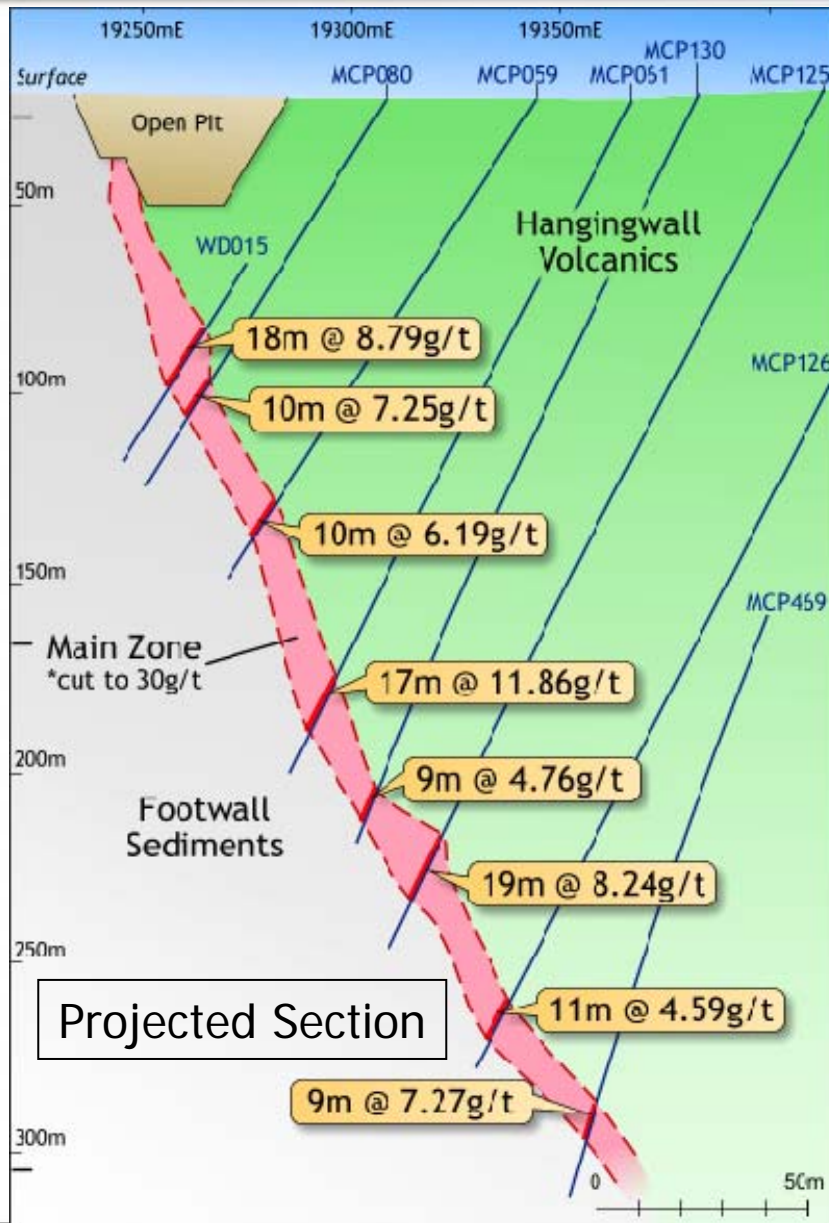 19250mE 19300mE 19350mE
MCP130
Surface MCP080 MCP059 MCP051 MCP125
Open Pit
50m
Hangingwall
Volcanics
WD015
18m @ 8.79g/t
MCP126
100m
10m @ 7.25g/t
10m @ 6.19g/t
150m
MCP469
Main Zone
*cut to 30g/t
17m @ 11.86g/t
200m
9m @ 4.76g/t
Footwall
Sediments
19m @ 8.24g/t
250m
Projected Section
11m @ 4.59g/t
9m @ 7.27g/t
300m
0 50m